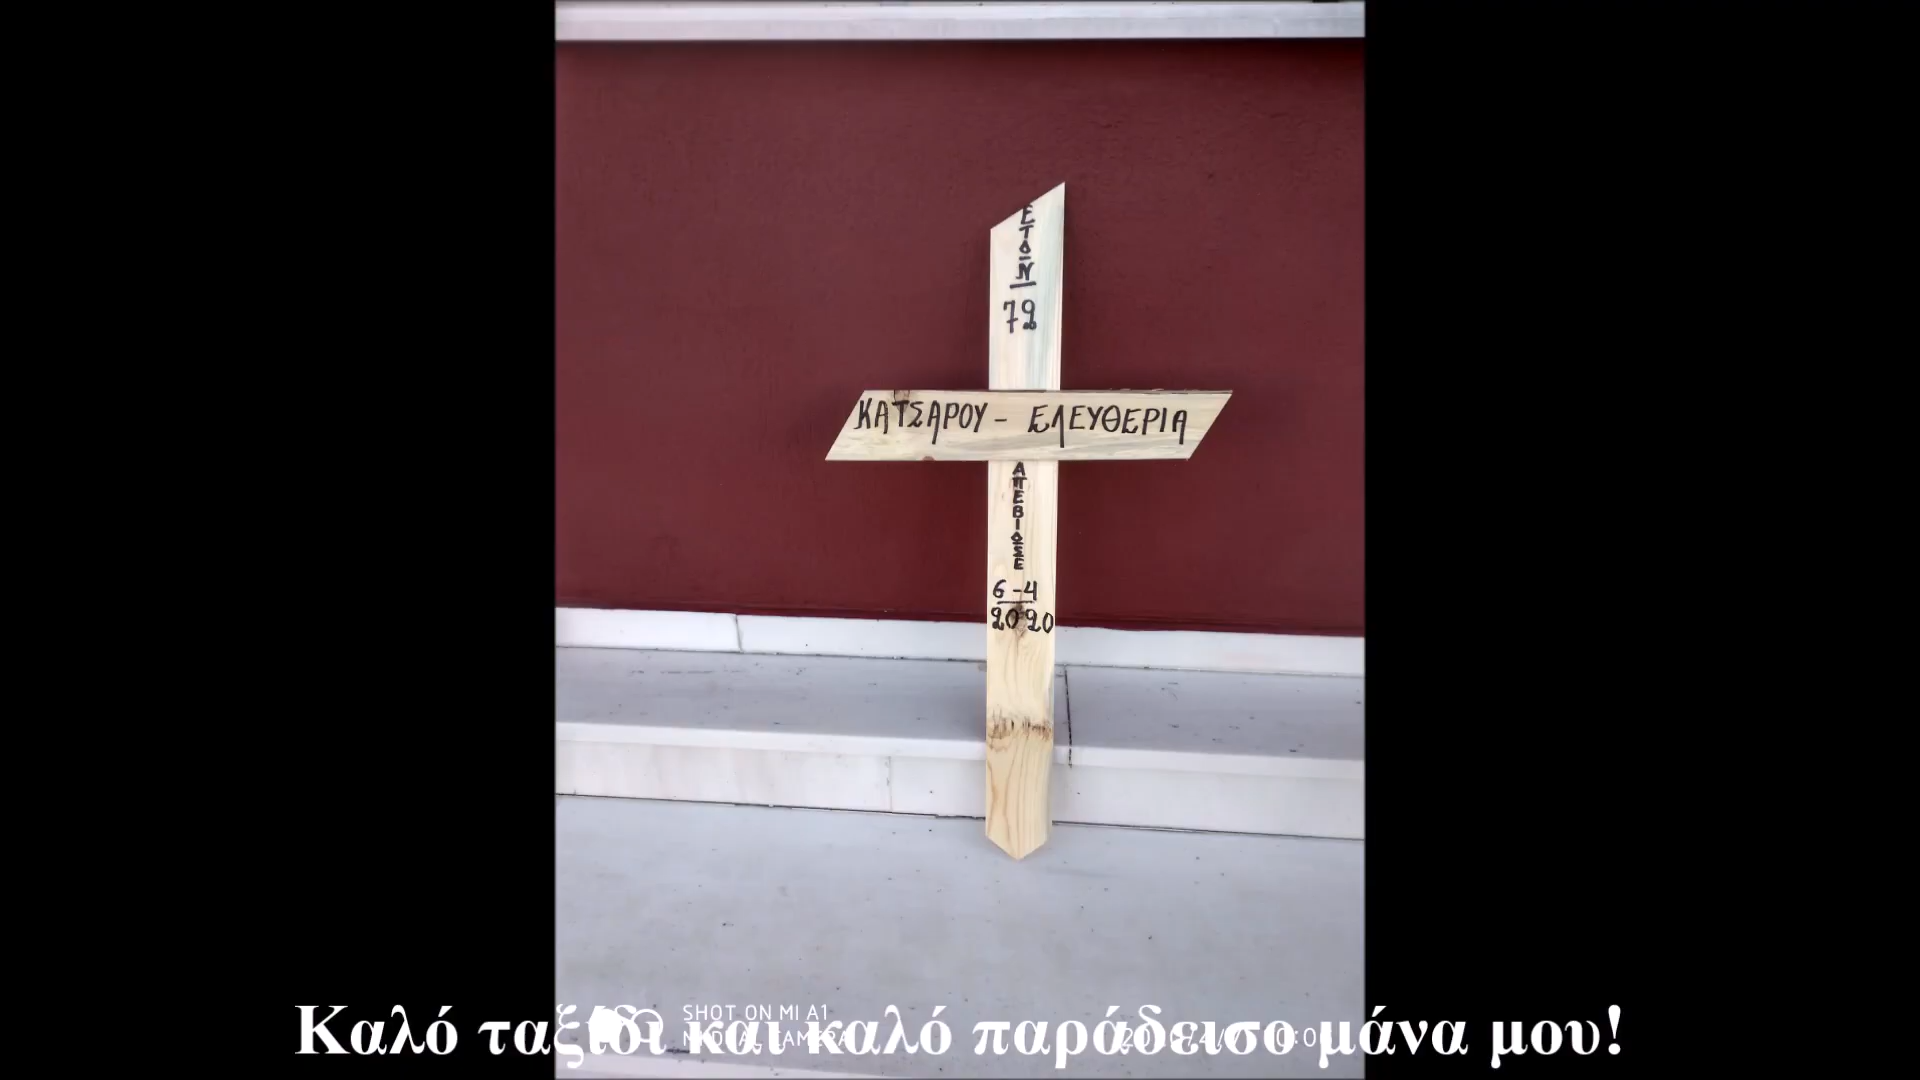 ΕΤΩΝ
72
ΚΑΤΣΑΡΟΥ - ΕΛΕΥΘΕΡΙΑ
ΑΠΕΒΙΩΣΕ
6-4
2020
SHOT ON MI A1
Καλό ταξίδι και καλό παράδεισο μάνα μου!